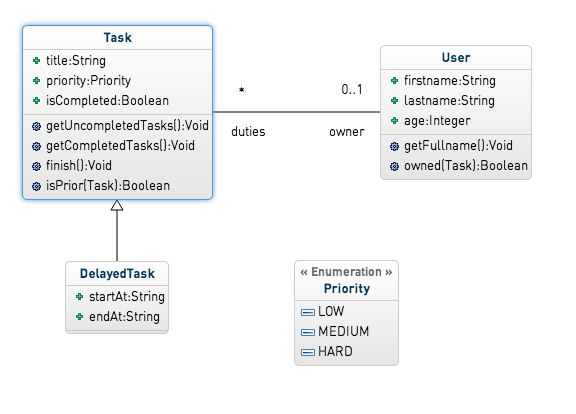 Task
title:String
priority:Priority
isCompleted:Boolean
getUncompletedTasks():Void
getCompletedTasks():Void
finish():Void
isPrior(Task):Boolean
*
0..1
duties
owner
User
firstname:String
lastname:String
age:Integer
getFullname():Void
owned(Task):Boolean
DelayedTask
startAt:String
endAt:String
« Enumeration »
Priority
LOW
MEDIUM
HARD